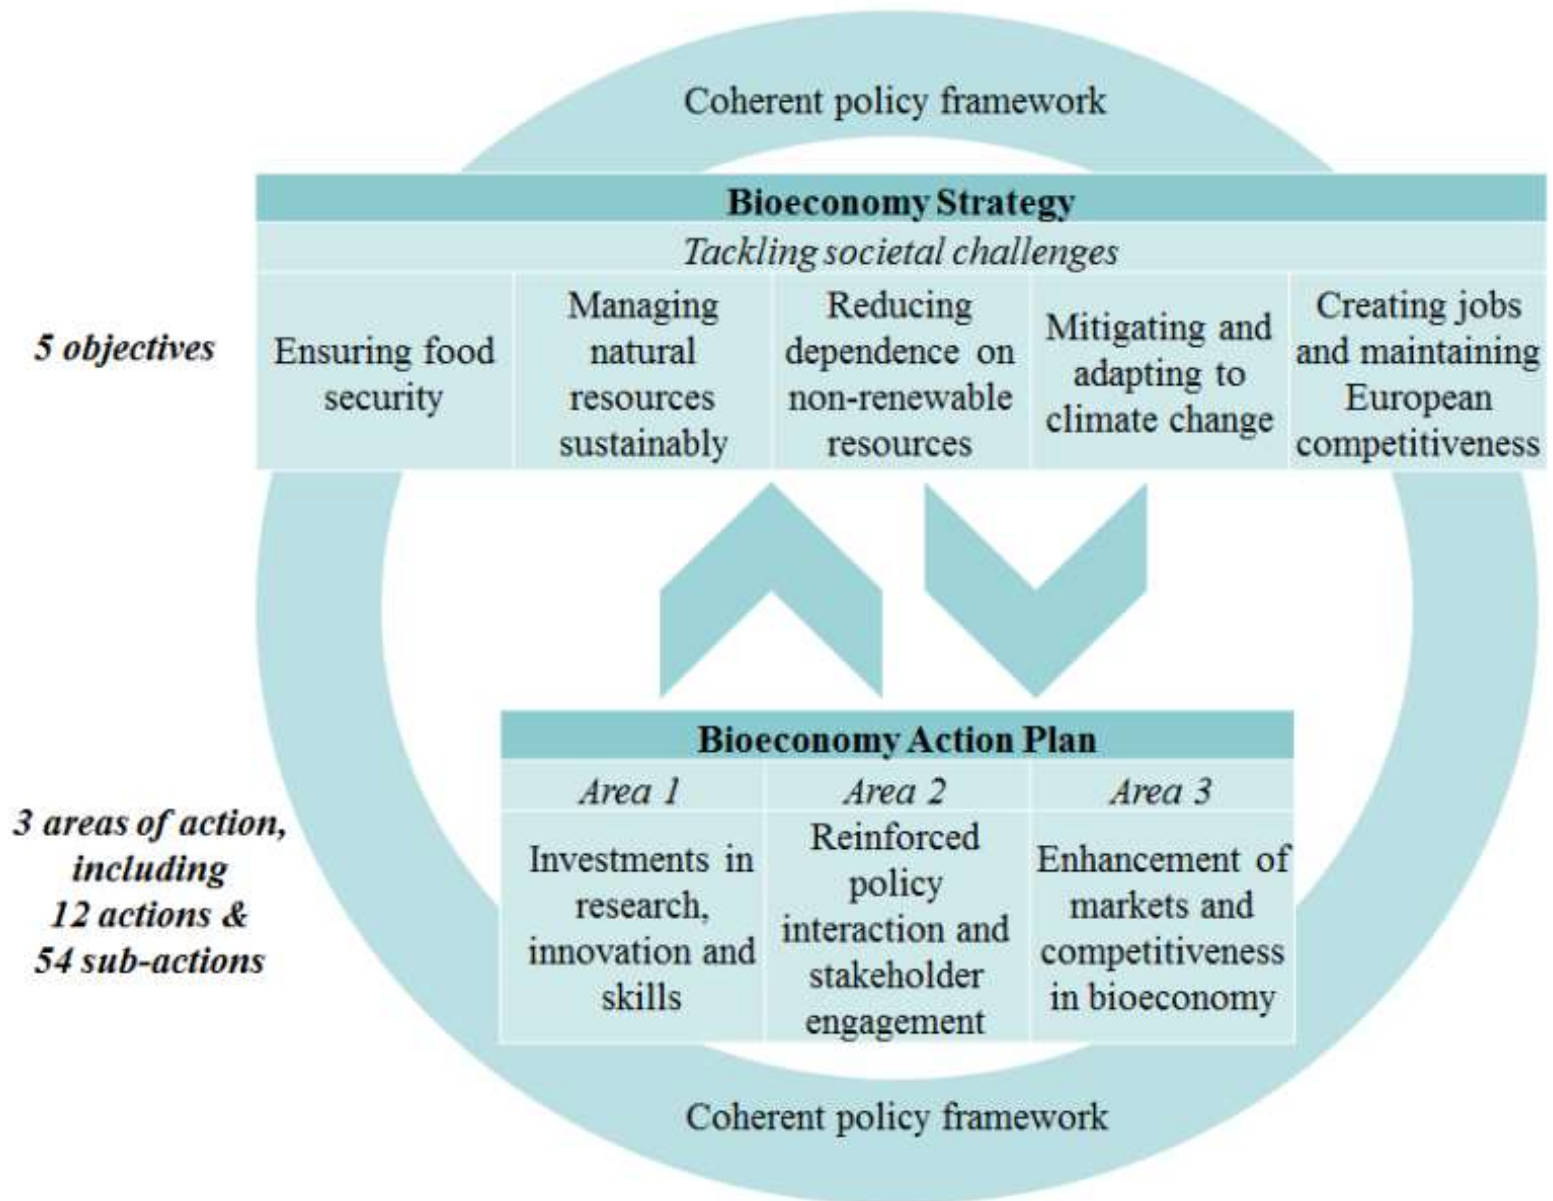 Coherent policy framework
Bioeconomy Strategy
Tackling societal challenges
5 objectives
Ensuring food
security
Managing
natural
resources
sustainably
Reducing
dependence on
non-renewable
resources
Mitigating and
adapting to
climate change
Creating jobs
and maintaining
European
competitiveness
Bioeconomy Action Plan
3 areas of action,
including
12 actions &
54 sub-actions
Area 1
Investments in
research,
innovation and
skills
Area 2
Reinforced
policy
interaction and
stakeholder
engagement
Area 3
Enhancement of
markets and
competitiveness
in bioeconomy
Coherent policy framework